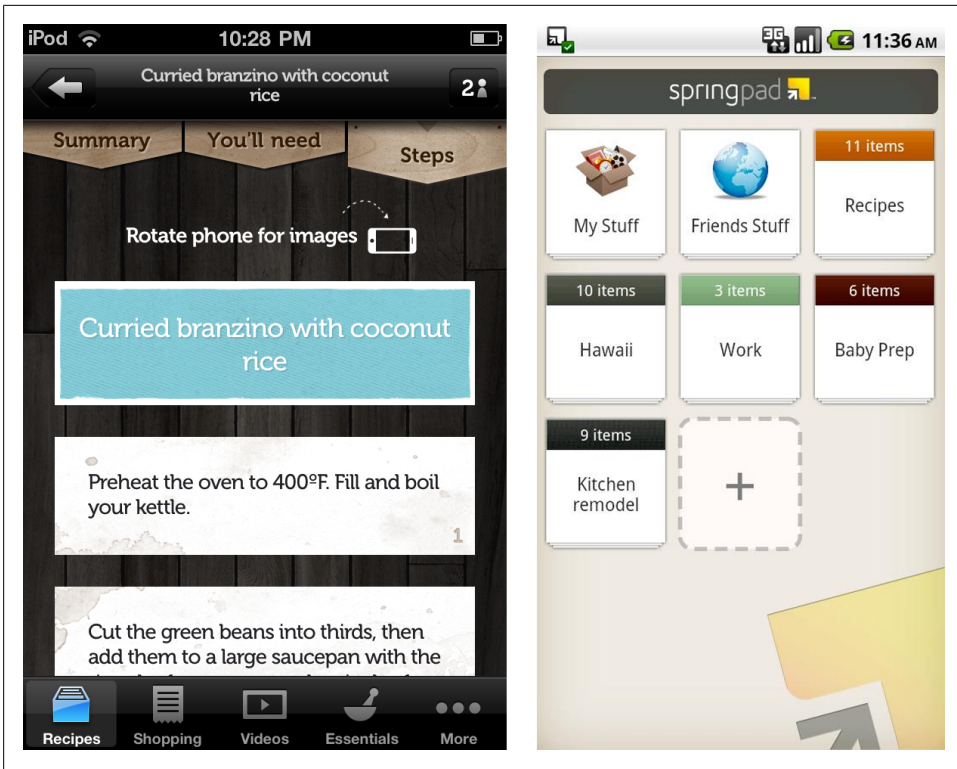 iPod
10:28 PM
Curried branzino with coconut
rice
2
Summary
You'll need
Steps
Rotate phone for images
Curried branzino with coconut
rice
Preheat the oven to 400ºF. Fill and boil
your kettle.
1
Cut the green beans into thirds, then
add them to a large saucepan with the
Recipes
Shopping
Videos
Essentials
More
3G
11:36 AM
springpad
My Stuff
Friends Stuff
11 items
Recipes
10 items
Hawaii
3 items
Work
6 items
Baby Prep
9 items
Kitchen
remodel
+